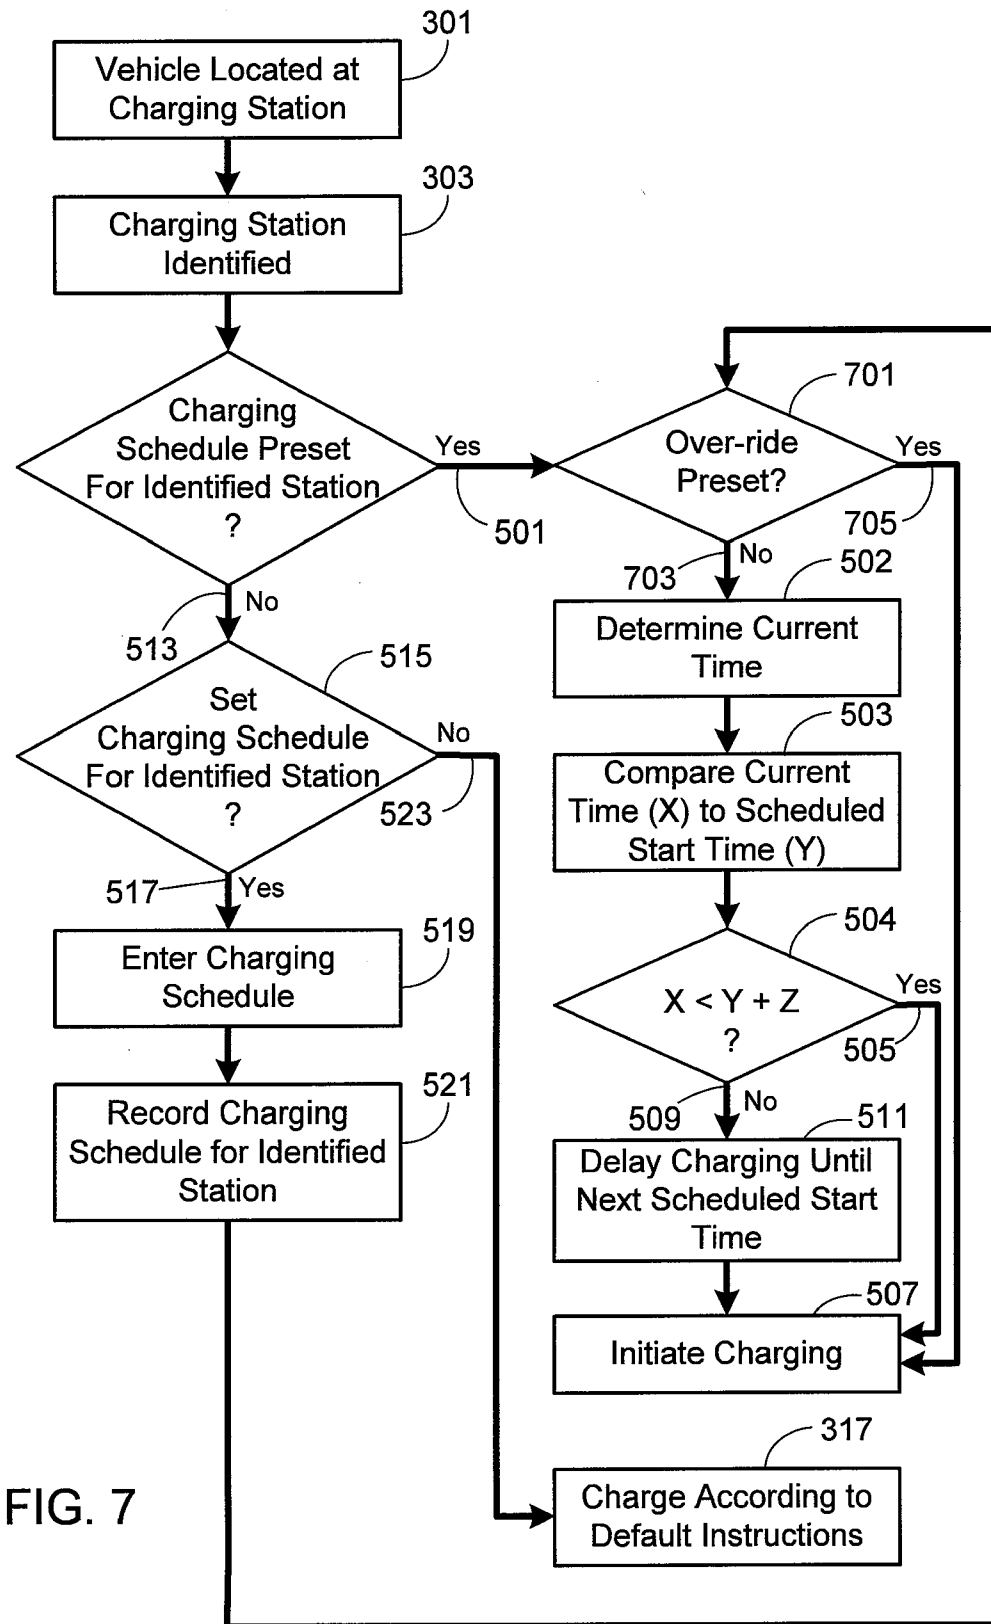 301
Vehicle Located at
Charging Station
303
Charging Station
Identified
Charging
Schedule Preset
For Identified Station
?
Yes
501
701
Over-ride
Preset?
Yes
705
703
No
502
Determine Current
Time
503
Compare Current
Time (X) to Scheduled
Start Time (Y)
504
X < Y + Z
?
Yes
505
509
No
511
Delay Charging Until
Next Scheduled Start
Time
507
Initiate Charging
513
No
515
Set
Charging Schedule
For Identified Station
?
No
523
517
Yes
519
Enter Charging
Schedule
521
Record Charging
Schedule for Identified
Station
317
Charge According to
Default Instructions
FIG. 7